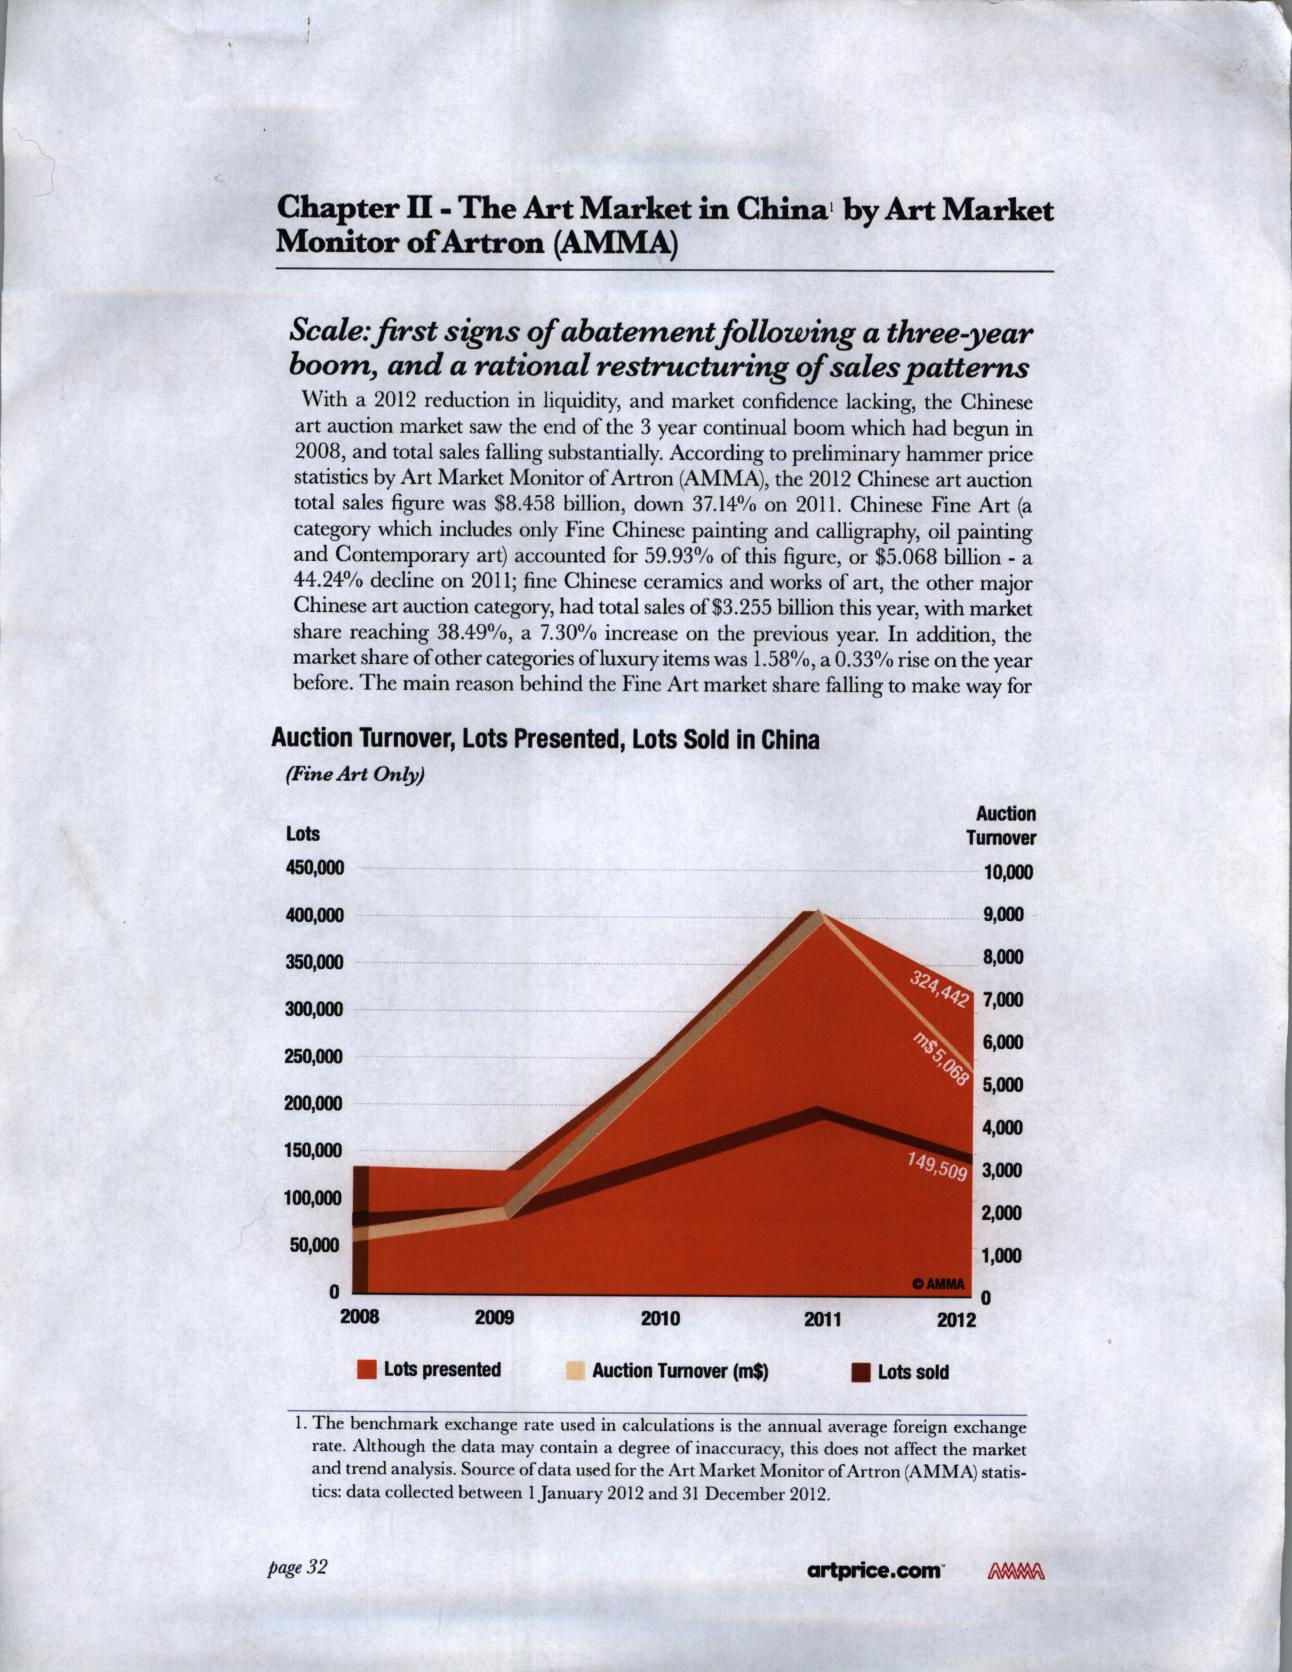 Chapter II - The Art Market in China¹ by Art Market
Monitor of Artron (AMMA)
Scale: first signs of abatement following a three-year
boom, and a rational restructuring of sales patterns
With a 2012 reduction in liquidity, and market confidence lacking, the Chinese
art auction market saw the end of the 3 year continual boom which had begun in
2008, and total sales falling substantially. According to preliminary hammer price
statistics by Art Market Monitor of Artron (AMMA), the 2012 Chinese art auction
total sales figure was $8.458 billion, down 37.14% on 2011. Chinese Fine Art (a
category which includes only Fine Chinese painting and calligraphy, oil painting
and Contemporary art) accounted for 59.93% of this figure, or $5.068 billion - a
44.24% decline on 2011; fine Chinese ceramics and works of art, the other major
Chinese art auction category, had total sales of $3.255 billion this year, with market
share reaching 38.49%, a 7.30% increase on the previous year. In addition, the
market share of other categories of luxury items was 1.58%, a 0.33% rise on the year
before. The main reason behind the Fine Art market share falling to make way for
Auction Turnover, Lots Presented, Lots Sold in China
(Fine Art Only)
Lots
Auction
Turnover
450,000
10,000
400,000
9,000
350,000
8,000
300,000
7,000
250,000
6,000
200,000
5,000
150,000
4,000
100,000
3,000
50,000
2,000
0
1,000
0
324,442
m$5,068
149,509
© AMMA
2008 2009 2010 2011 2012
Lots presented Auction Turnover (m$) Lots sold
1. The benchmark exchange rate used in calculations is the annual average foreign exchange
rate. Although the data may contain a degree of inaccuracy, this does not affect the market
and trend analysis. Source of data used for the Art Market Monitor of Artron (AMMA) statis-
tics: data collected between 1 January 2012 and 31 December 2012.
page 32 artprice.com™ AMMA